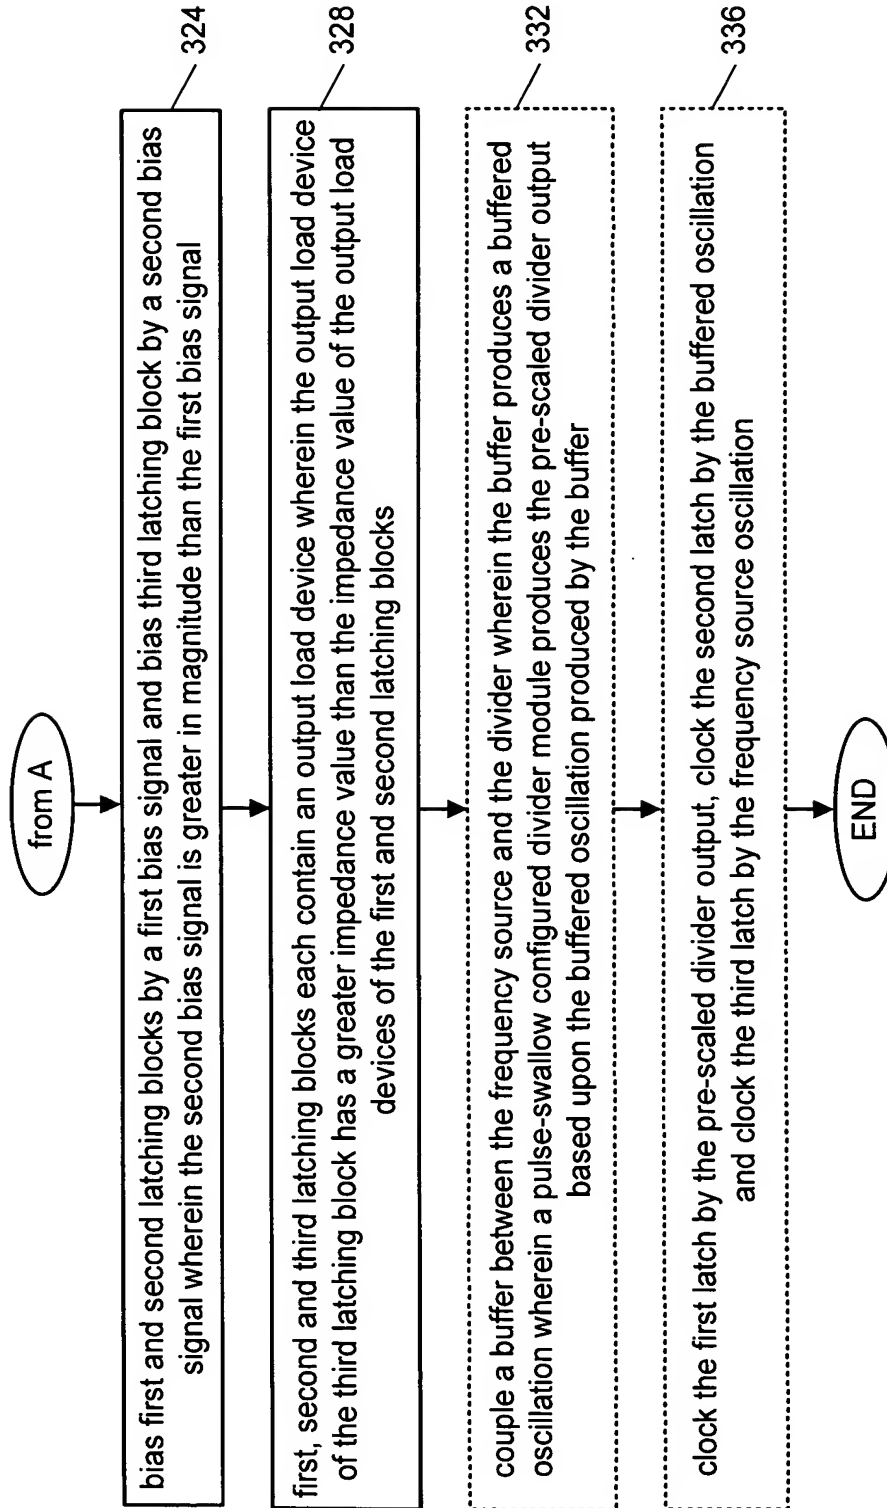 from A
324
bias first and second latching blocks by a first bias signal and bias third latching block by a second bias
signal wherein the second bias signal is greater in magnitude than the first bias signal
328
first, second and third latching blocks each contain an output load device wherein the output load device
of the third latching block has a greater impedance value than the impedance value of the output load
devices of the first and second latching blocks
332
couple a buffer between the frequency source and the divider wherein the buffer produces a buffered
oscillation wherein a pulse-swallow configured divider module produces the pre-scaled divider output
based upon the buffered oscillation produced by the buffer
336
clock the first latch by the pre-scaled divider output, clock the second latch by the buffered oscillation
and clock the third latch by the frequency source oscillation
END